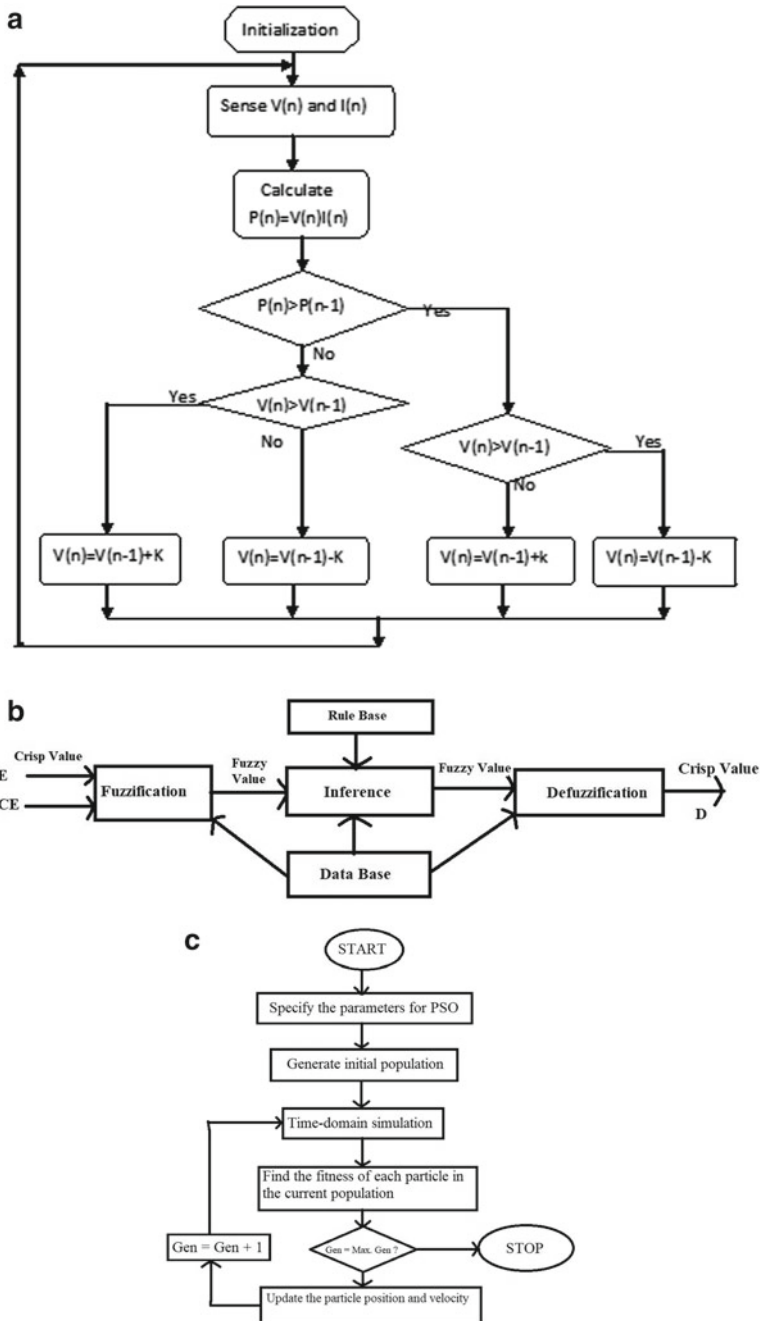 a
Initialization
Sense V(n) and I(n)
Calculate
P(n)=V(n)I(n)
P(n)>P(n-1)
Yes
No
Yes
V(n)>V(n-1)
No
V(n)>V(n-1)
Yes
No
V(n)=V(n-1)+K
V(n)=V(n-1)-K
V(n)=V(n-1)+k
V(n)=V(n-1)-K
b
Rule Base
Crisp Value
E
CE
Fuzzification
Fuzzy
Value
Inference
Fuzzy Value
Defuzzification
Crisp Value
D
Data Base
c
START
Specify the parameters for PSO
Generate initial population
Time-domain simulation
Find the fitness of each particle in
the current population
Gen = Gen + 1
Gen = Max. Gen ?
STOP
Update the particle position and velocity